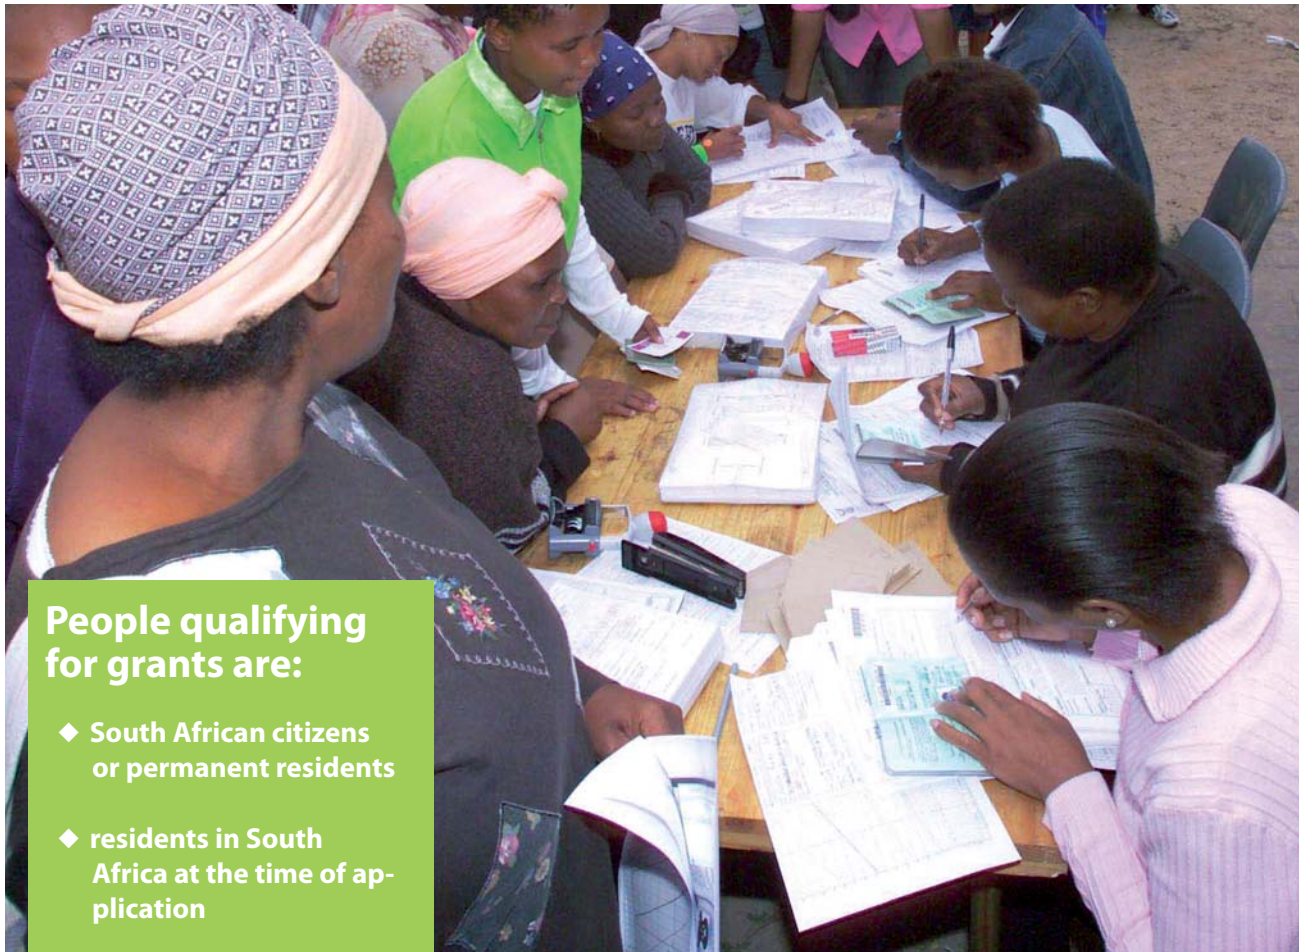 People qualifying
for grants are:
◆ South African citizens
or permanent residents
◆ residents in South
Africa at the time of ap-
plication